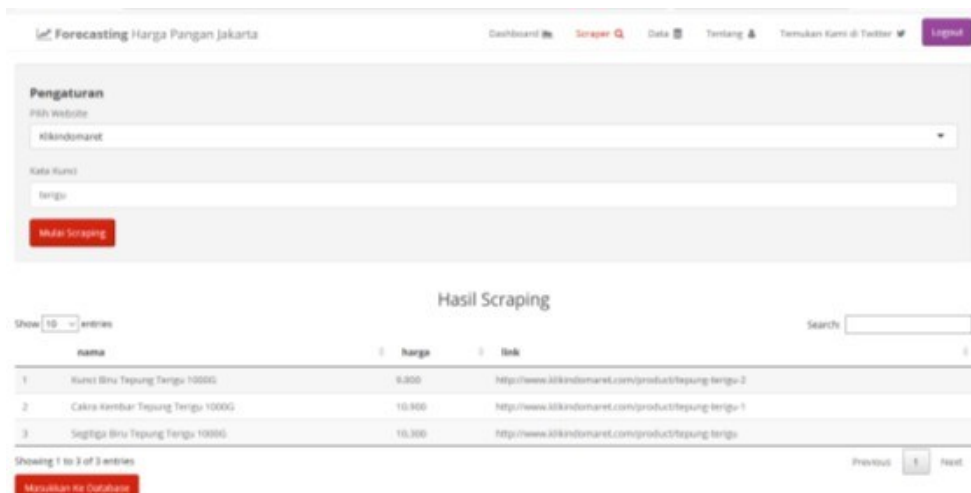 Forecasting Harga Pangan Jakarta Dashboard Scraper Data Tentang Temukan Kami di Twitter Logout
Pengaturan
Pilih Website
Klikindomaret
Kata Kunci
terigu
Mulai Scraping
Hasil Scraping
Show 10 entries Search:
nama harga link
1 Kunci Biru Tepung Terigu 1000G 9,800 http://www.klikindomaret.com/product/tepung-terigu-2
2 Cakra Kembar Tepung Terigu 1000G 10,900 http://www.klikindomaret.com/product/tepung-terigu-1
3 Segitiga Biru Tepung Terigu 1000G 10,300 http://www.klikindomaret.com/product/tepung-terigu
Showing 1 to 3 of 3 entries Previous 1 Next
Masukkan Ke Database